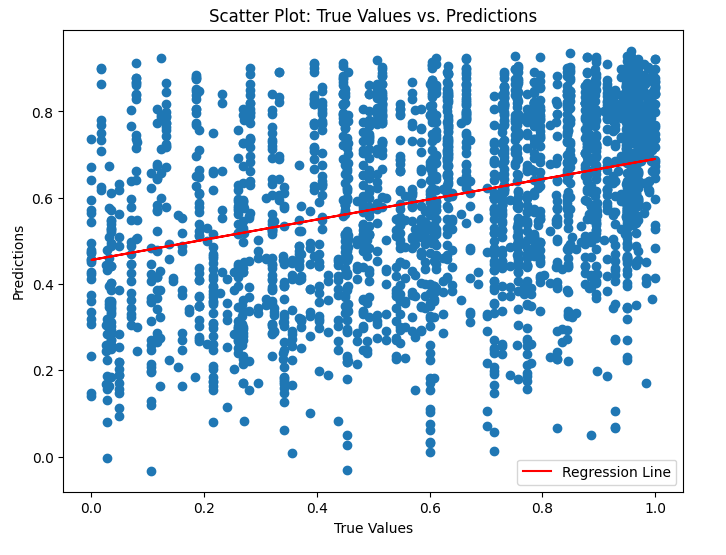 Scatter Plot: True Values vs. Predictions
Predictions
0.8
0.6
0.4
0.2
0.0
0.0 0.2 0.4 0.6 0.8 1.0
True Values
Regression Line